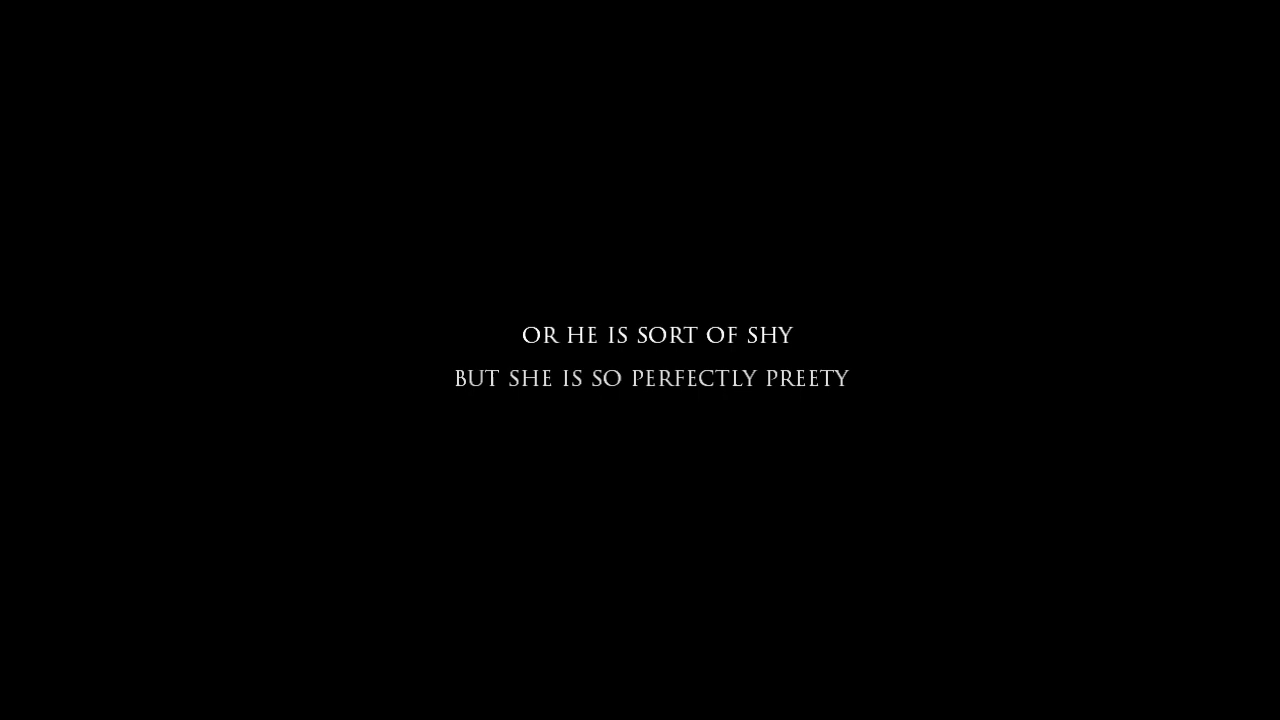 OR HE IS SORT OF SHY
BUT SHE IS SO PERFECTLY PREETY